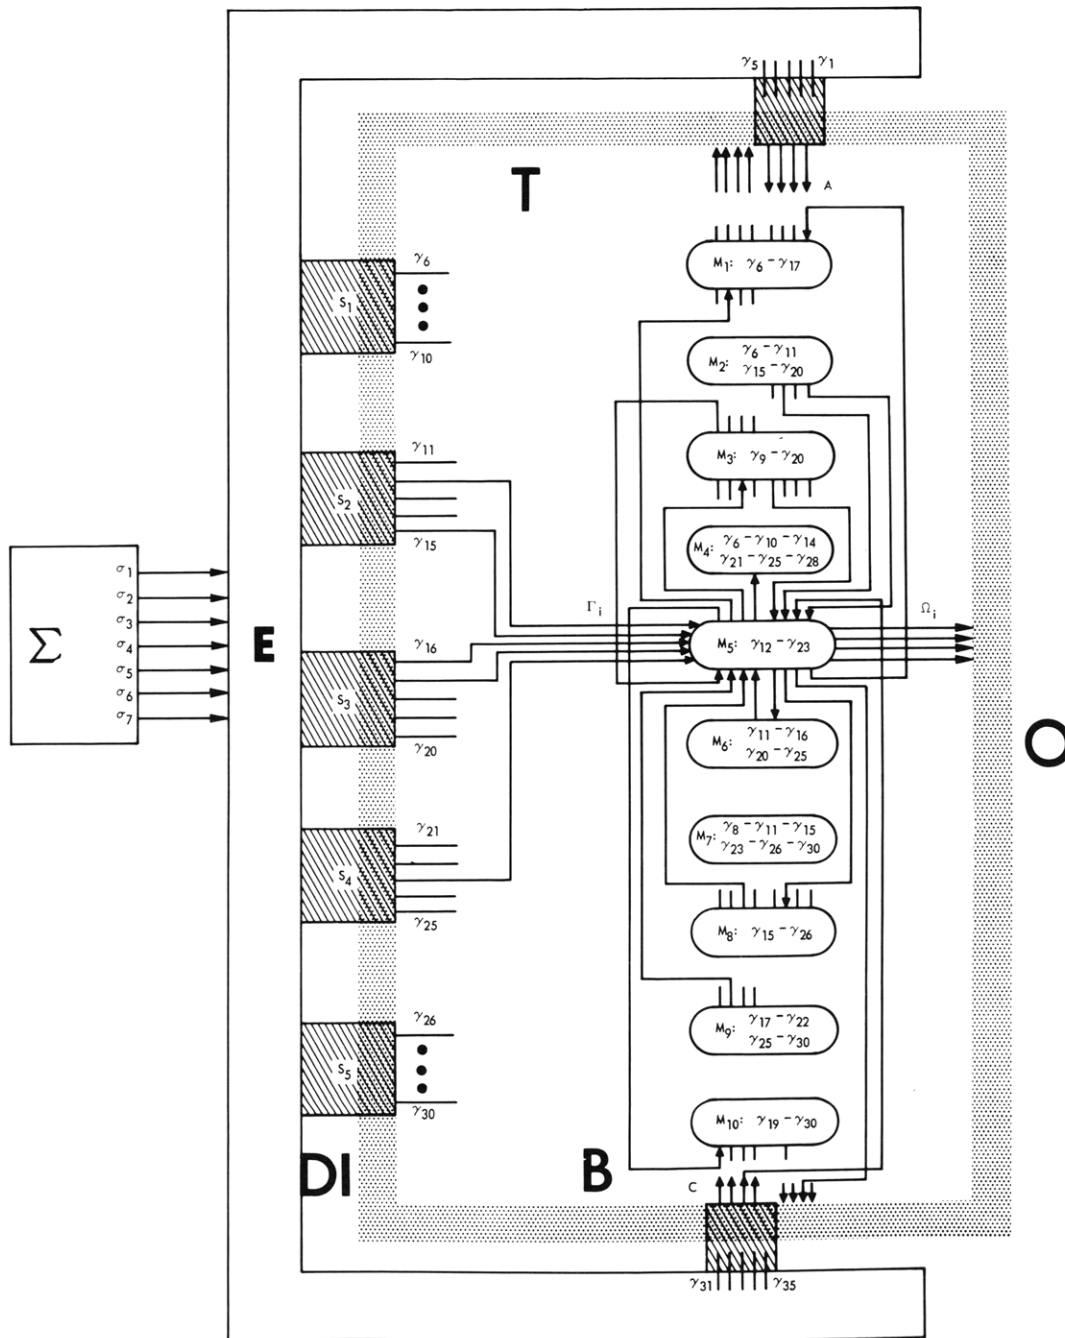 γ5 γ1
T
A
γ6
S1
γ10
M1: γ6 – γ17
M2: γ6 – γ11
γ15 – γ20
γ11
S2
γ15
M3: γ9 – γ20
M4: γ6 – γ10 – γ14
γ21 – γ25 – γ28
σ1
σ2
σ3
σ4
σ5
σ6
σ7
Σ
E
Γi
Ωi
γ16
S3
γ20
M5: γ12 – γ23
M6: γ11 – γ16
γ20 – γ25
O
γ21
S4
γ25
M7: γ8 – γ11 – γ15
γ23 – γ26 – γ30
M8: γ15 – γ26
γ26
S5
γ30
M9: γ17 – γ22
γ25 – γ30
M10: γ19 – γ30
DI
B
C
γ31 γ35